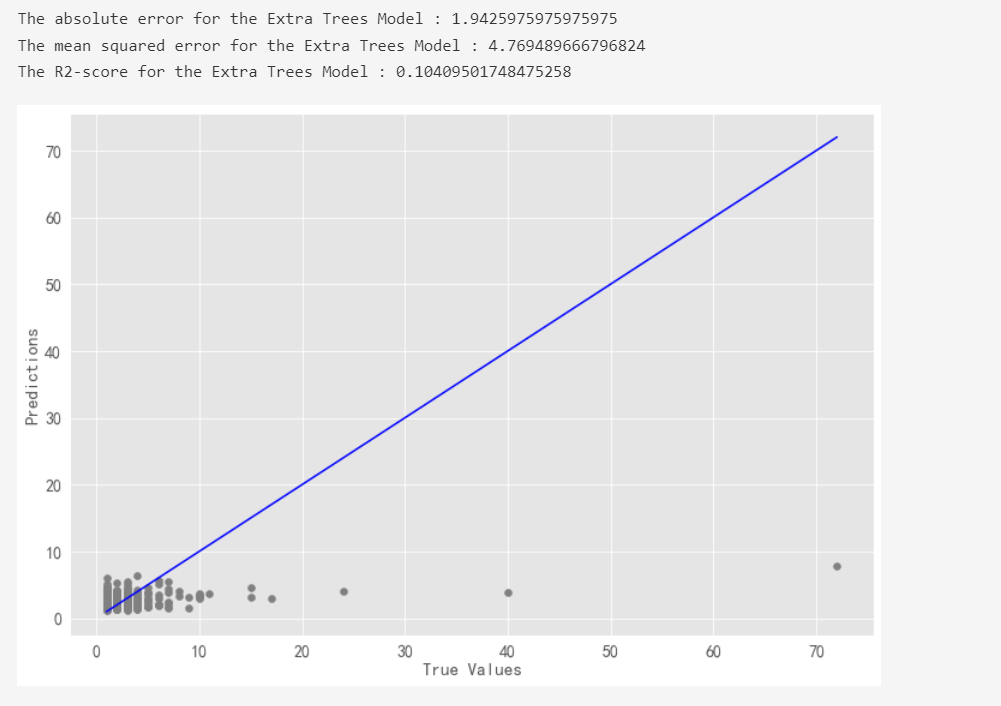 The absolute error for the Extra Trees Model : 1.9425975975975975
The mean squared error for the Extra Trees Model : 4.769489666796824
The R2-score for the Extra Trees Model : 0.10409501748475258
70
60
50
40
30
20
10
0
Predictions
0 10 20 30 40 50 60 70
True Values